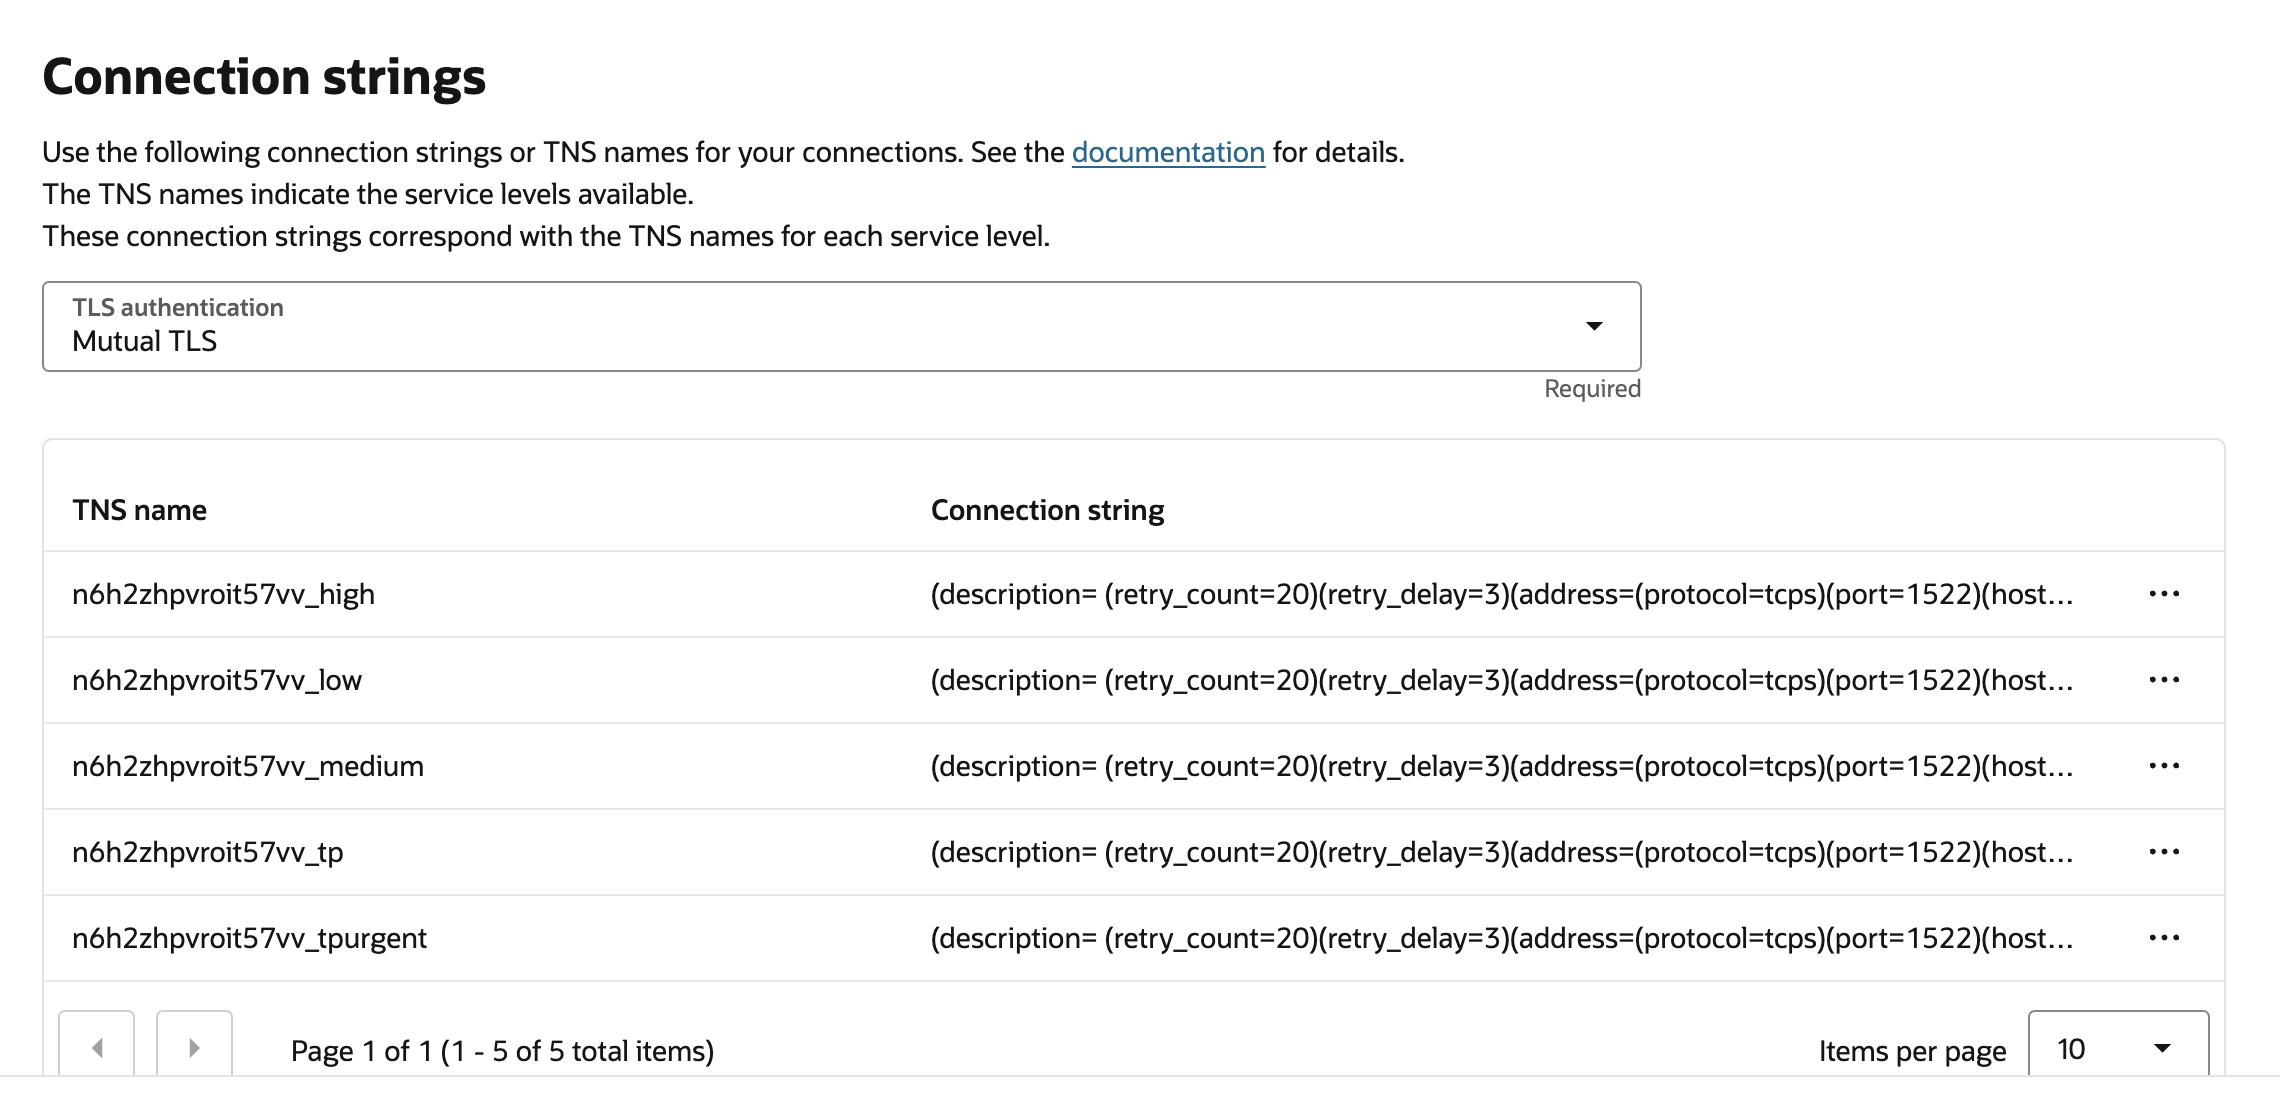 Connection strings
Use the following connection strings or TNS names for your connections. See the documentation for details.
The TNS names indicate the service levels available.
These connection strings correspond with the TNS names for each service level.
TLS authentication
Mutual TLS
Required
TNS name Connection string
n6h2zhpvroit57vv_high (description= (retry_count=20)(retry_delay=3)(address=(protocol=tcps)(port=1522)(host...
n6h2zhpvroit57vv_low (description= (retry_count=20)(retry_delay=3)(address=(protocol=tcps)(port=1522)(host...
n6h2zhpvroit57vv_medium (description= (retry_count=20)(retry_delay=3)(address=(protocol=tcps)(port=1522)(host...
n6h2zhpvroit57vv_tp (description= (retry_count=20)(retry_delay=3)(address=(protocol=tcps)(port=1522)(host...
n6h2zhpvroit57vv_tpurgent (description= (retry_count=20)(retry_delay=3)(address=(protocol=tcps)(port=1522)(host...
Page 1 of 1 (1 - 5 of 5 total items) Items per page 10